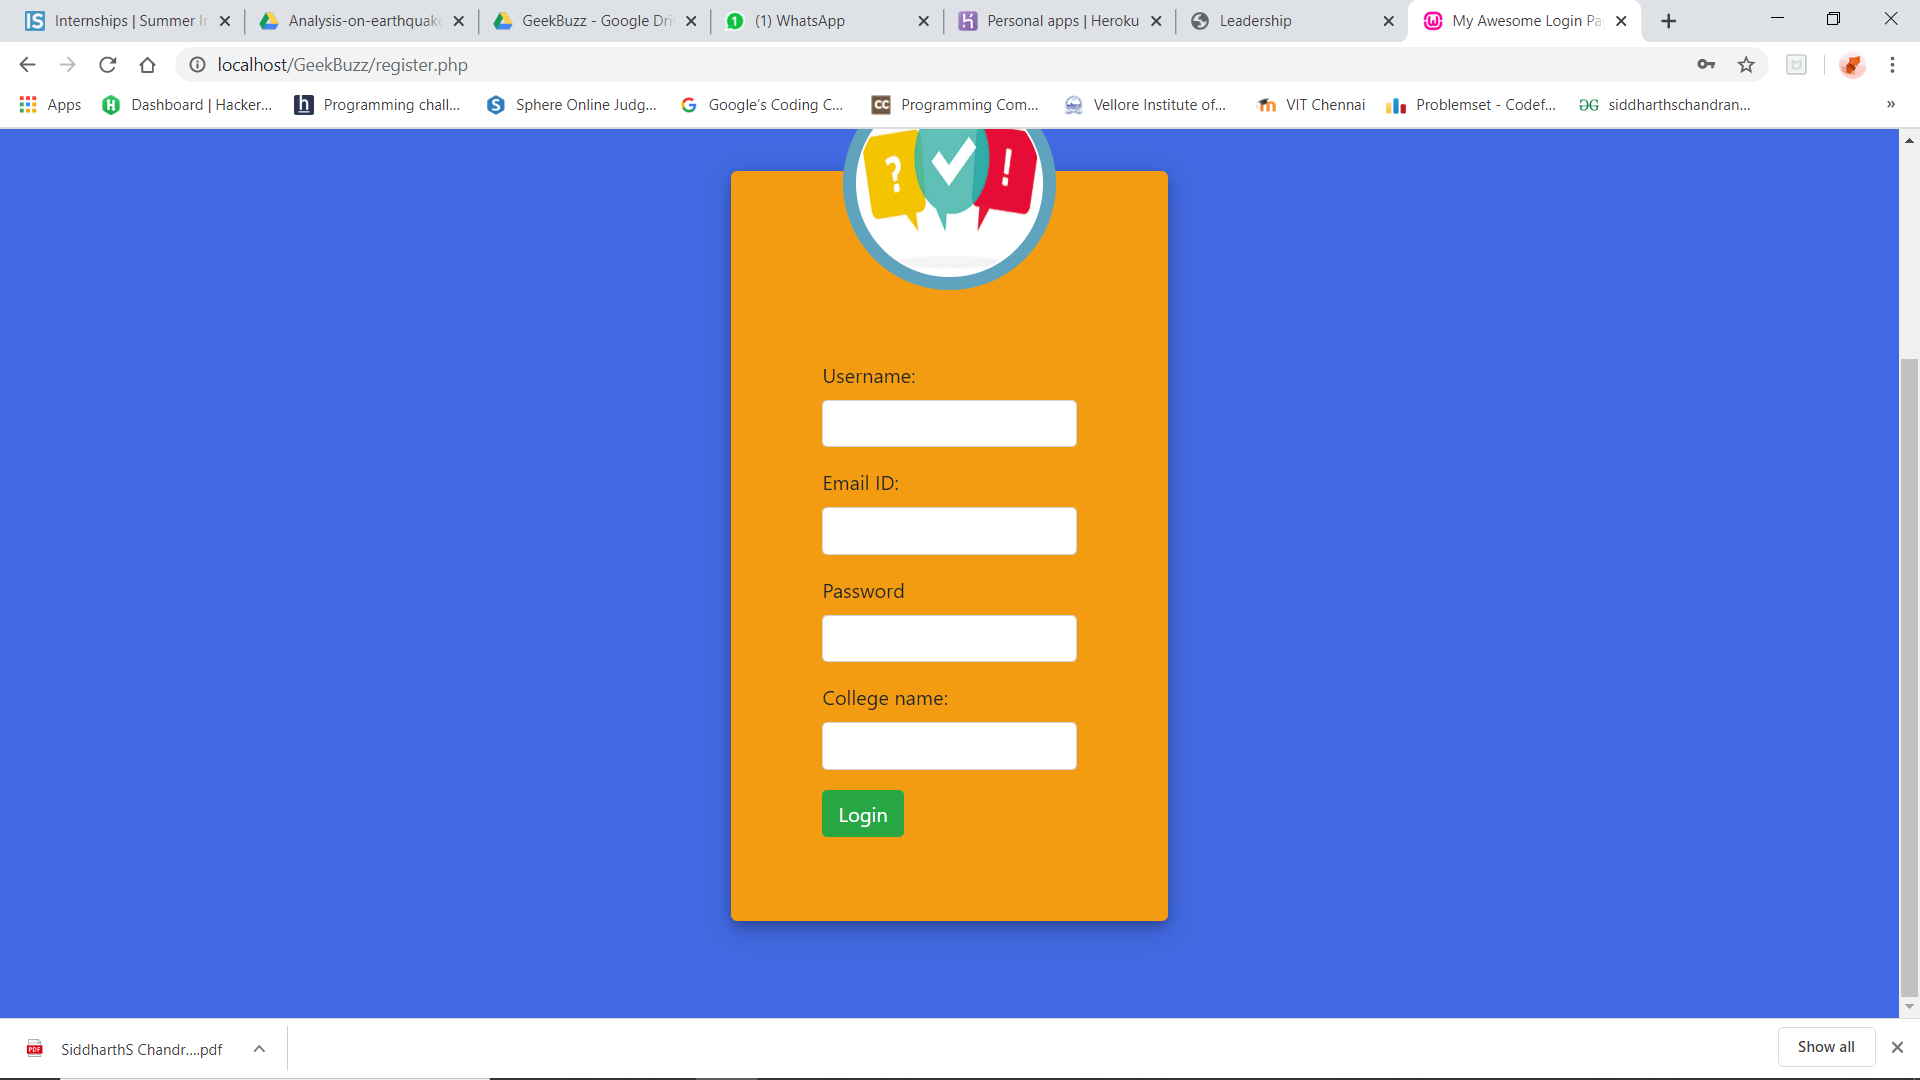 Internships | Summer I
Analysis-on-earthquake
GeekBuzz - Google Dri
(1) WhatsApp
Personal apps | Heroku
Leadership
My Awesome Login Pa
localhost/GeekBuzz/register.php
Apps
Dashboard | Hacker...
Programming chall...
Sphere Online Judg...
Google's Coding C...
Programming Com...
Vellore Institute of...
VIT Chennai
Problemset - Codef...
siddharthschandran...
? !
Username:
Email ID:
Password
College name:
Login
SiddharthS Chandr....pdf
Show all